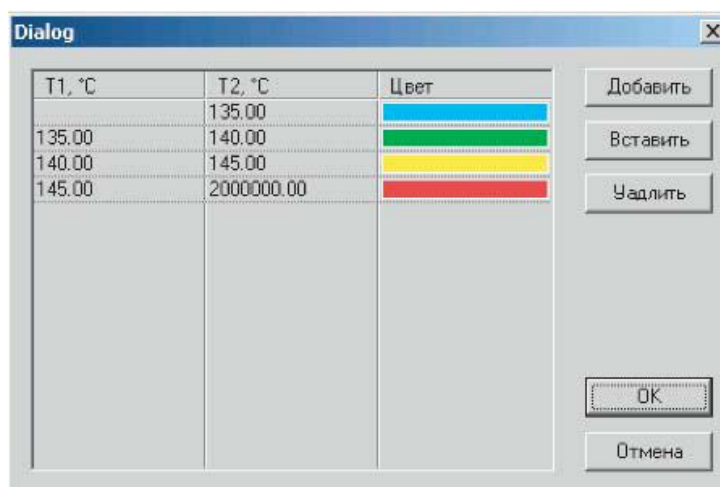 Dialog
T1, °C T2, °C Цвет
135.00
135.00 140.00
140.00 145.00
145.00 2000000.00
Добавить
Вставить
Уадлить
OK
Отмена